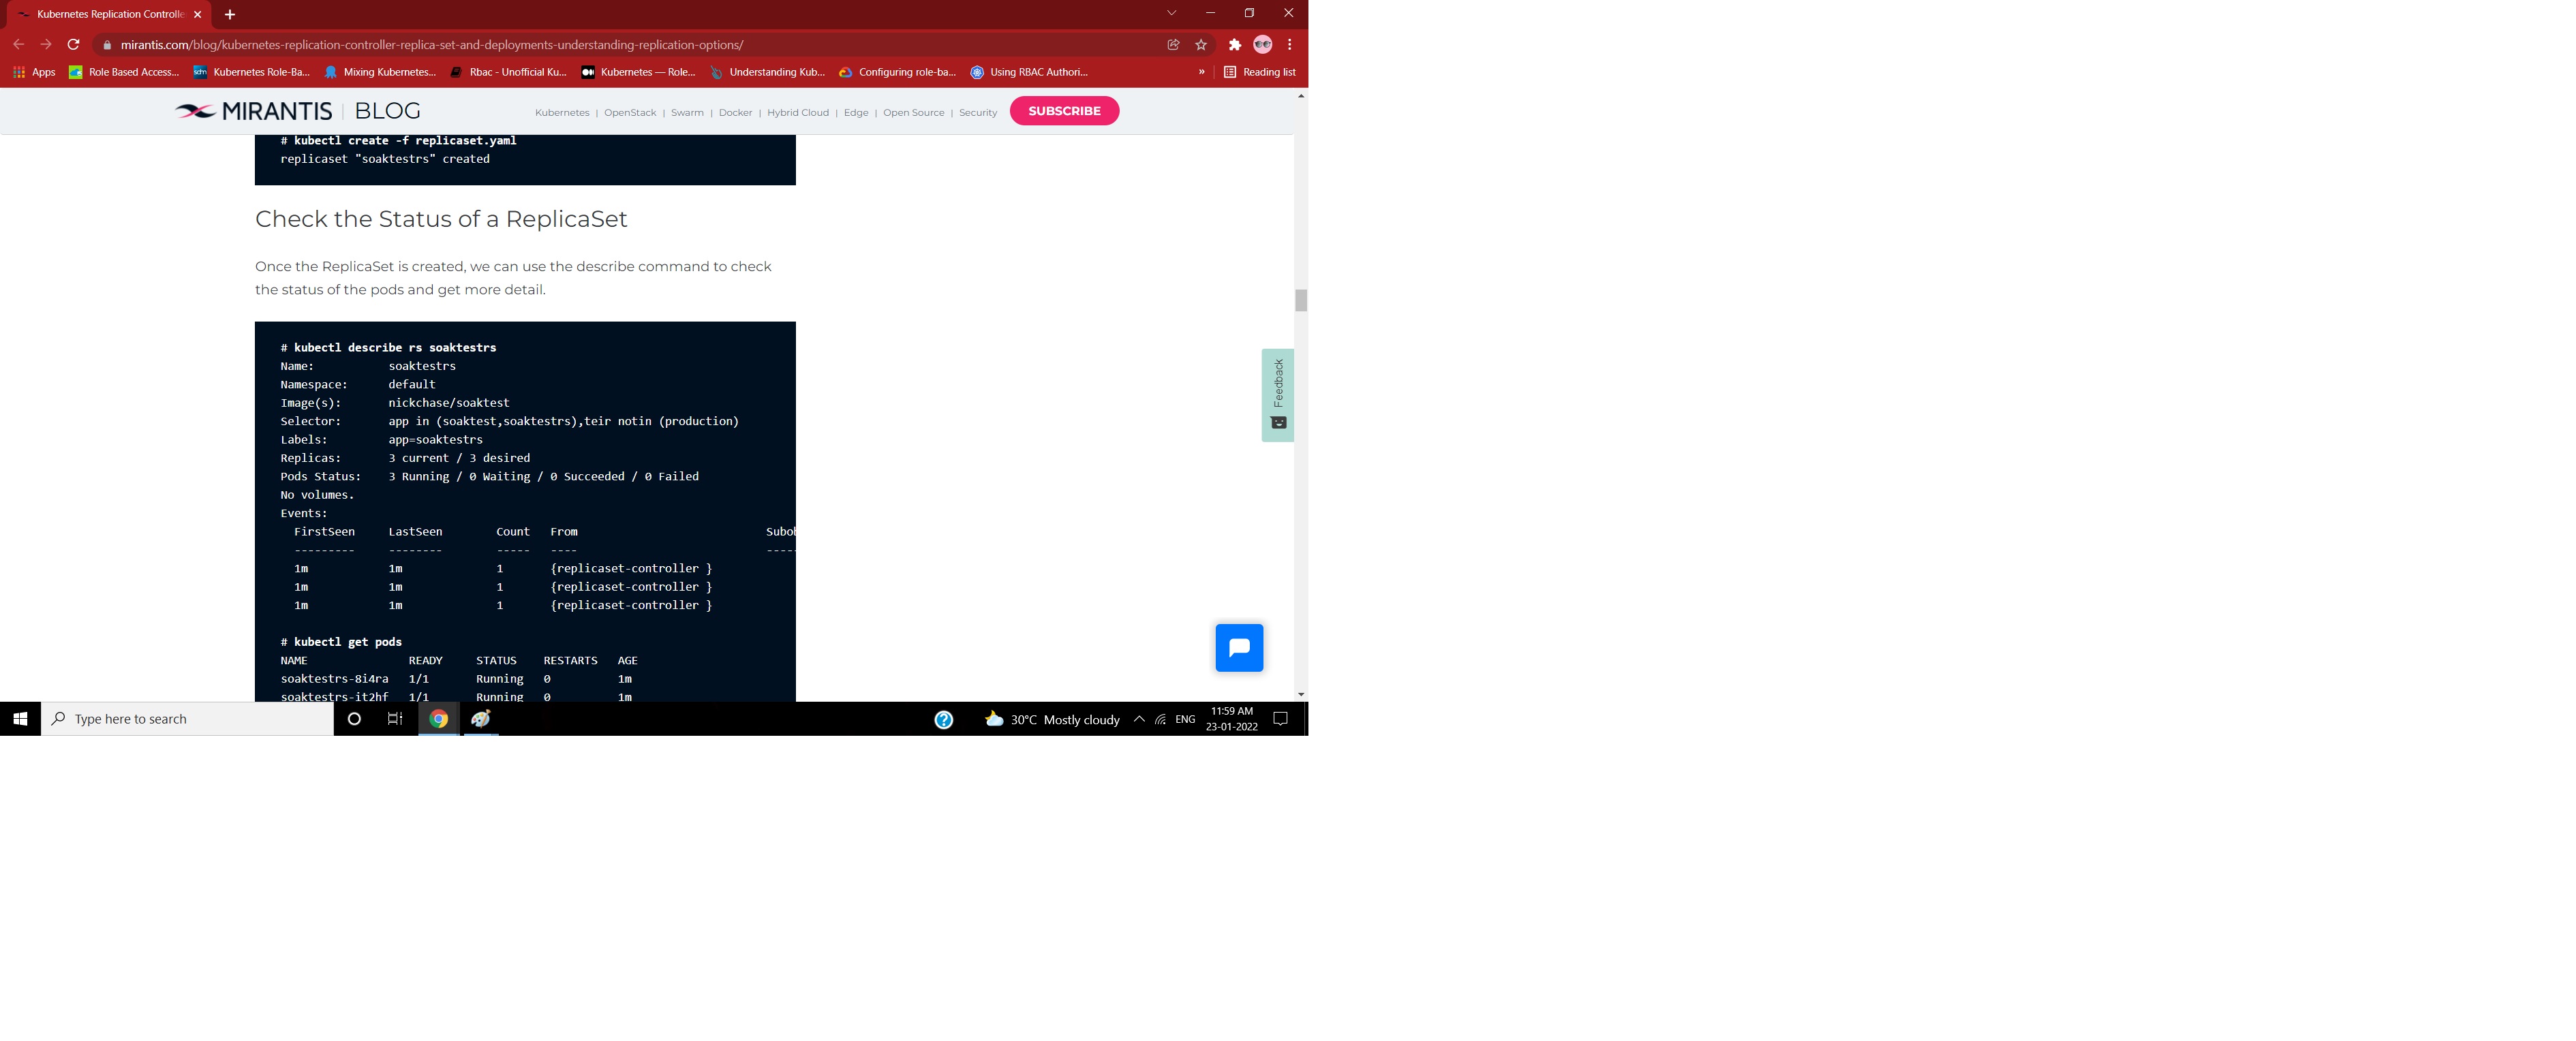 Kubernetes Replication Controlle
mirantis.com/blog/kubernetes-replication-controller-replica-set-and-deployments-understanding-replication-options/
Apps Role Based Access... Kubernetes Role-Ba... Mixing Kubernetes... Rbac - Unofficial Ku... Kubernetes — Role... Understanding Kub... Configuring role-ba... Using RBAC Authori... » Reading list
MIRANTIS | BLOG Kubernetes | OpenStack | Swarm | Docker | Hybrid Cloud | Edge | Open Source | Security SUBSCRIBE
# kubectl create -f replicaset.yaml
replicaset "soaktestrs" created
Check the Status of a ReplicaSet
Once the ReplicaSet is created, we can use the describe command to check
the status of the pods and get more detail.
# kubectl describe rs soaktestrs
Name: soaktestrs
Namespace: default
Image(s): nickchase/soaktest
Selector: app in (soaktest,soaktestrs),teir notin (production)
Labels: app=soaktestrs
Replicas: 3 current / 3 desired
Pods Status: 3 Running / 0 Waiting / 0 Succeeded / 0 Failed
No volumes.
Events:
FirstSeen LastSeen Count From Subo
--------- -------- ----- ---- ----
1m 1m 1 {replicaset-controller }
1m 1m 1 {replicaset-controller }
1m 1m 1 {replicaset-controller }
# kubectl get pods
NAME READY STATUS RESTARTS AGE
soaktestrs-8i4ra 1/1 Running 0 1m
soaktestrs-it2hf 1/1 Running 0 1m
Feedback
Type here to search
30°C Mostly cloudy ENG
11:59 AM
23-01-2022